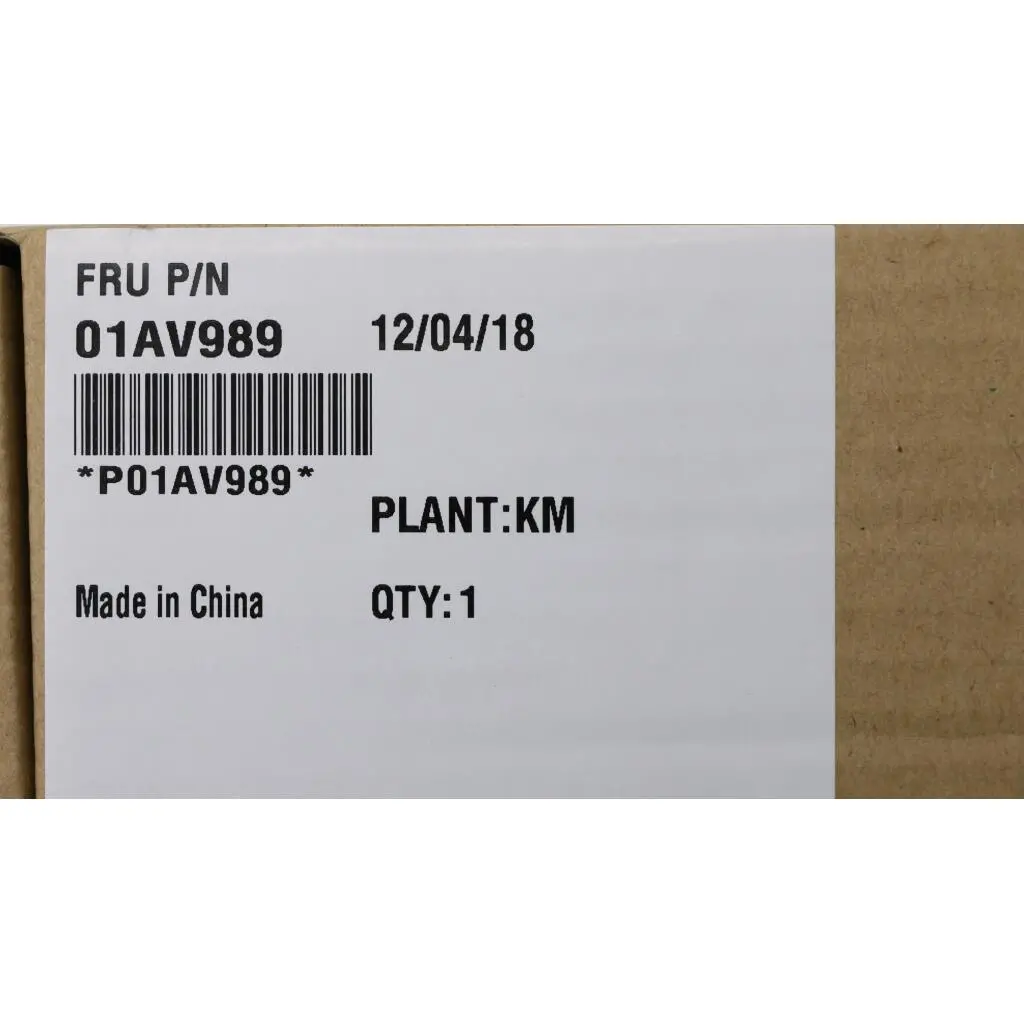 FRU P/N
01AV989
12/04/18
*P01AV989*
PLANT:KM
Made in China
QTY:1